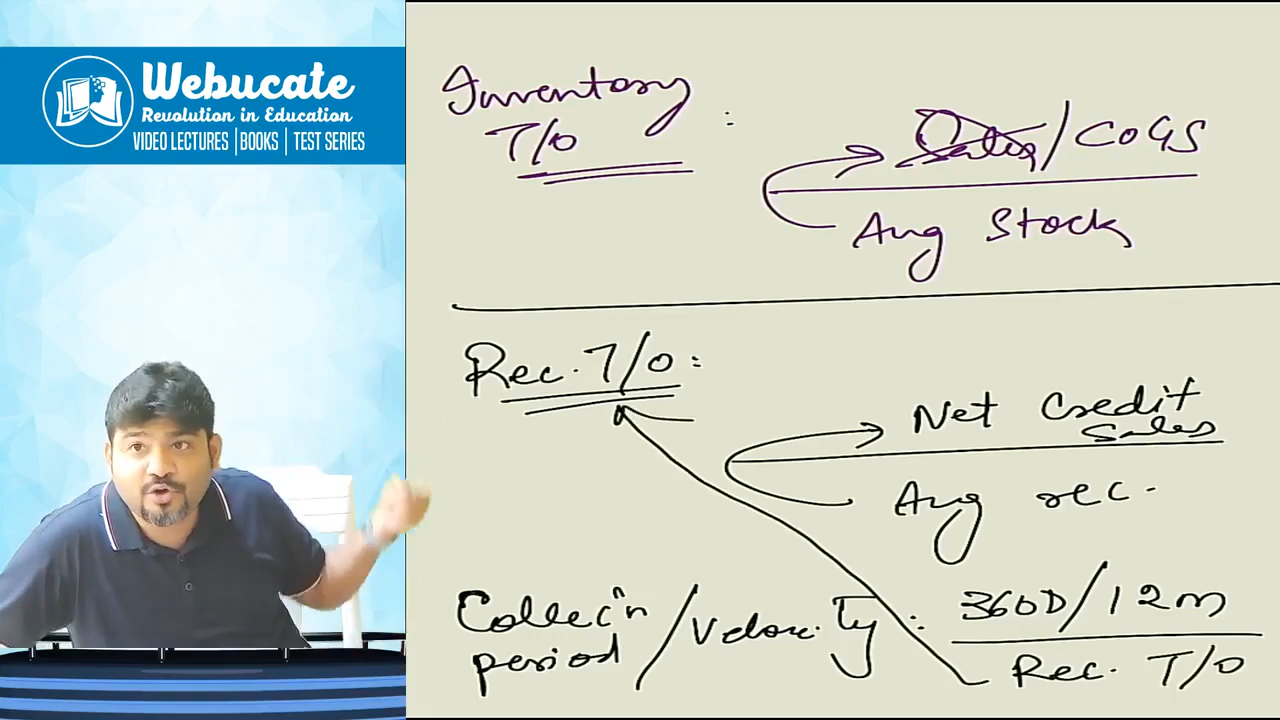 Webucate
Revolution in Education
VIDEO LECTURES | BOOKS | TEST SERIES
Inventory
T/O :
Sales/COGS
Avg Stock
Rec. T/O:
Net Credit
Sales
Avg rec.
Collec'n
period / Velocity : 360D/12m
Rec. T/O